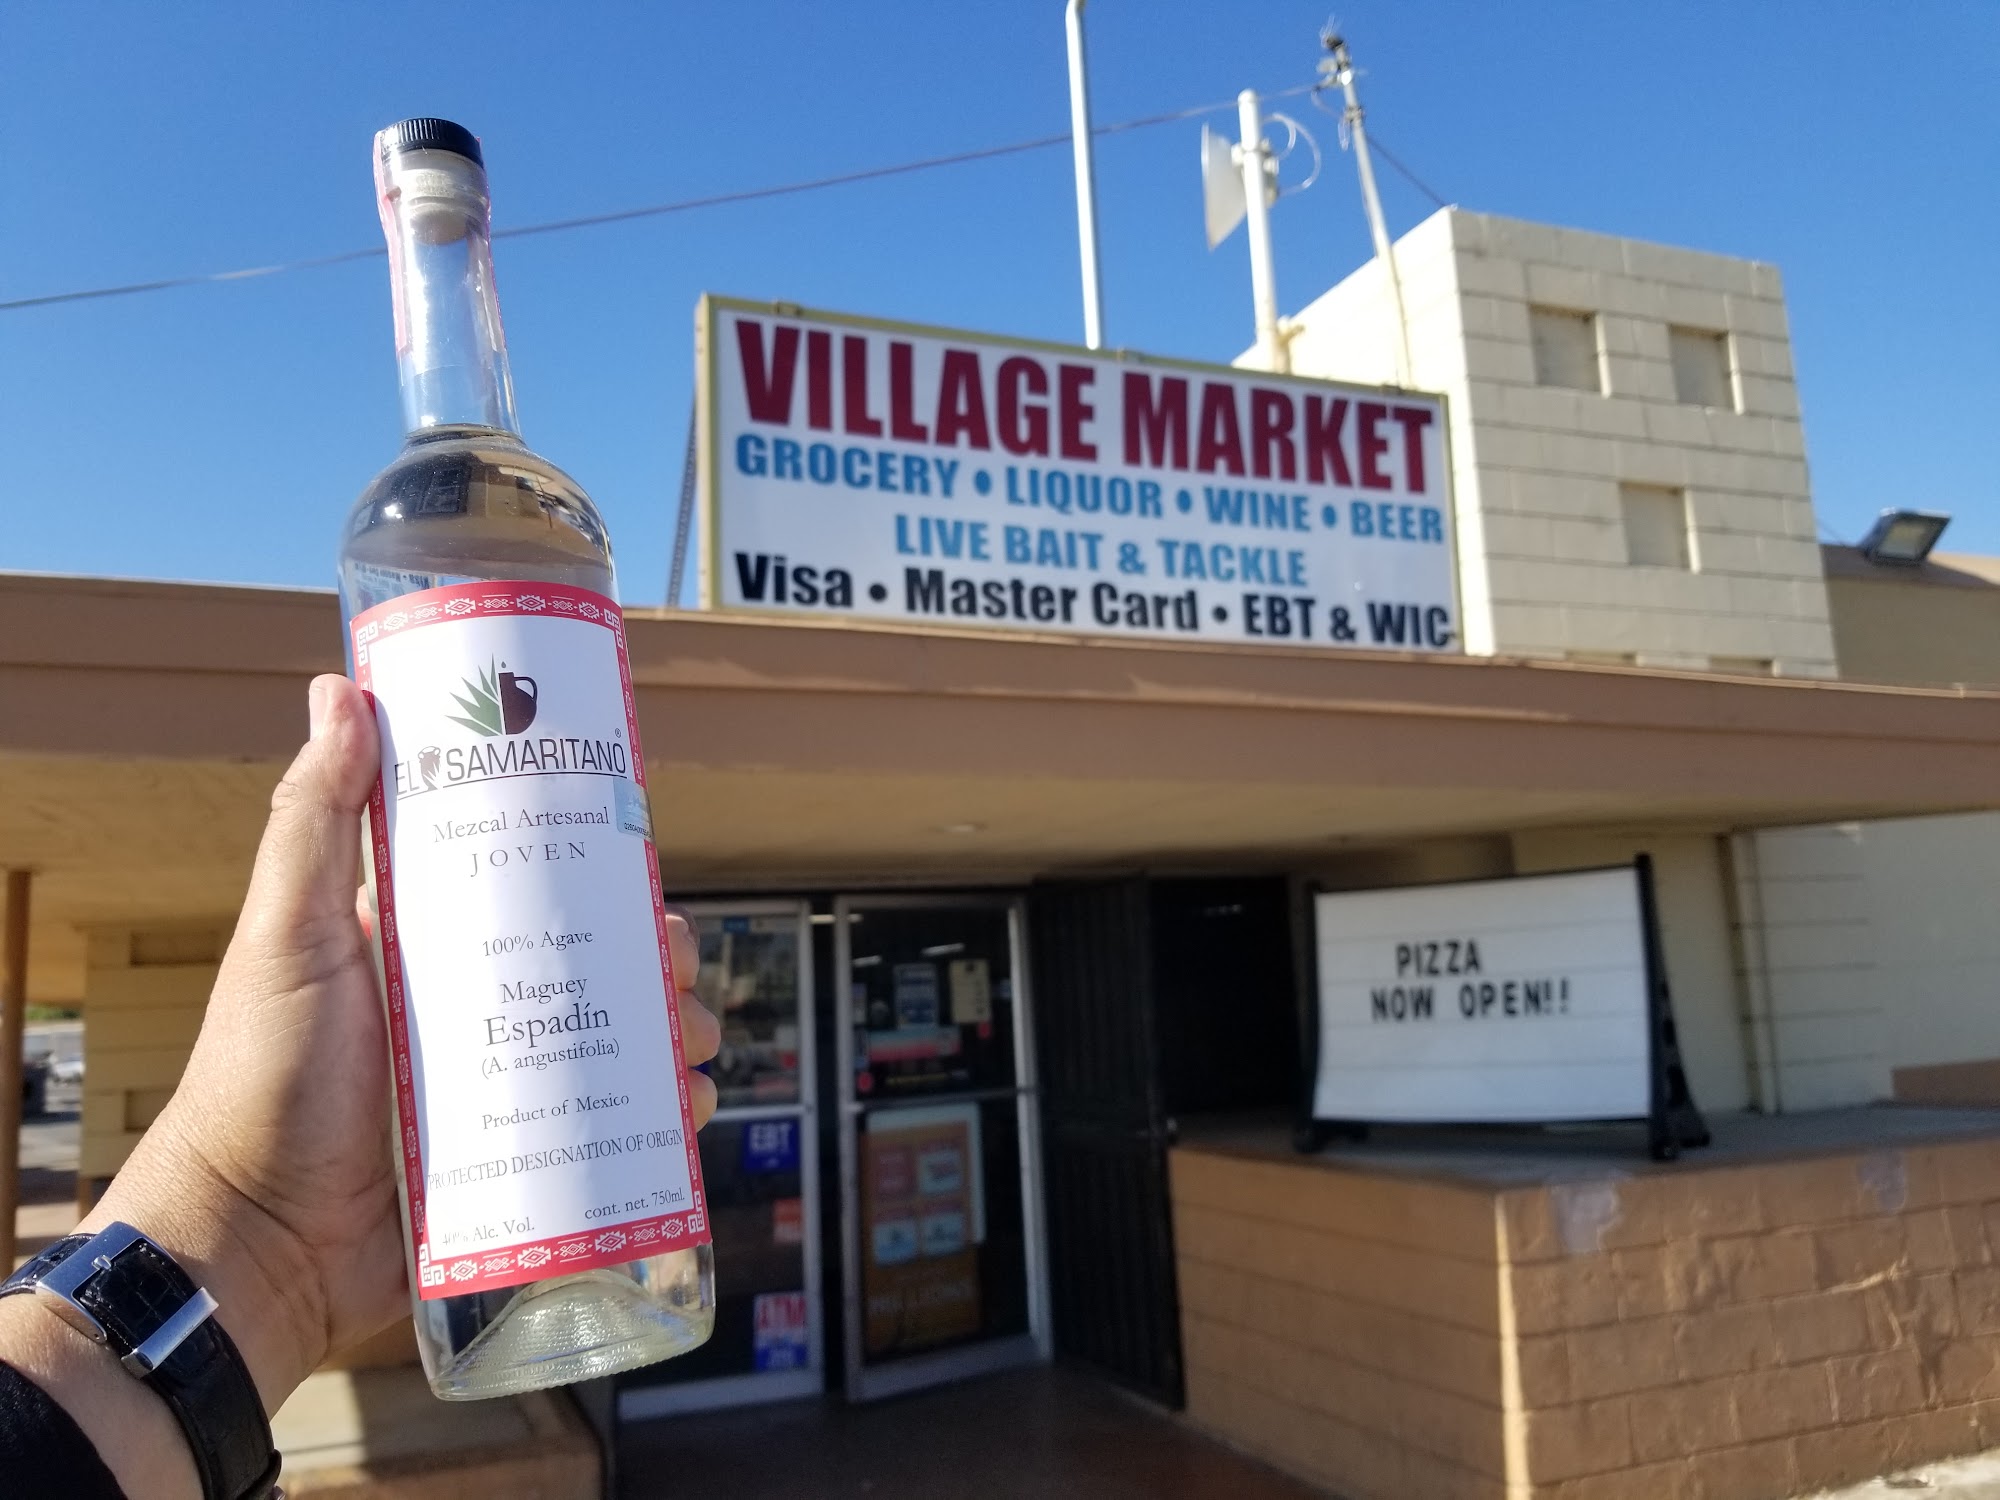 VILLAGE MARKET
GROCERY • LIQUOR • WINE • BEER
LIVE BAIT & TACKLE
Visa • Master Card • EBT & WIC
EL SAMARITANO ®
Mezcal Artesanal
JOVEN
100% Agave
Maguey
Espadín
(A. angustifolia)
Product of Mexico
PROTECTED DESIGNATION OF ORIGIN
40% Alc. Vol. cont. net. 750ml.
PIZZA
NOW OPEN!!
EBT
ATM